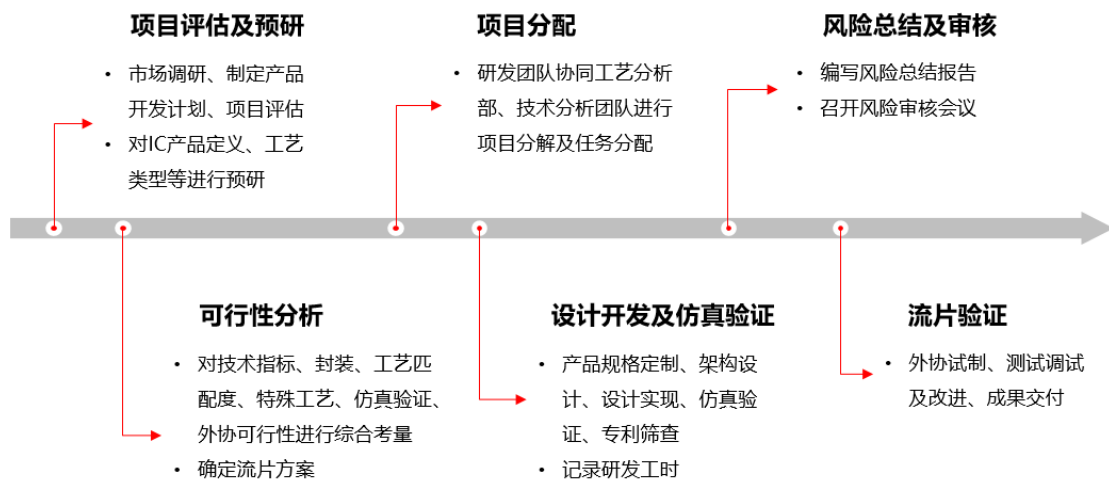 项目评估及预研
• 市场调研、制定产品
开发计划、项目评估
• 对IC产品定义、工艺
类型等进行预研
项目分配
• 研发团队协同工艺分析
部、技术分析团队进行
项目分解及任务分配
风险总结及审核
• 编写风险总结报告
• 召开风险审核会议
可行性分析
• 对技术指标、封装、工艺匹
配度、特殊工艺、仿真验证、
外协可行性进行综合考量
• 确定流片方案
设计开发及仿真验证
• 产品规格定制、架构设
计、设计实现、仿真验
证、专利筛查
• 记录研发工时
流片验证
• 外协试制、测试调试
及改进、成果交付